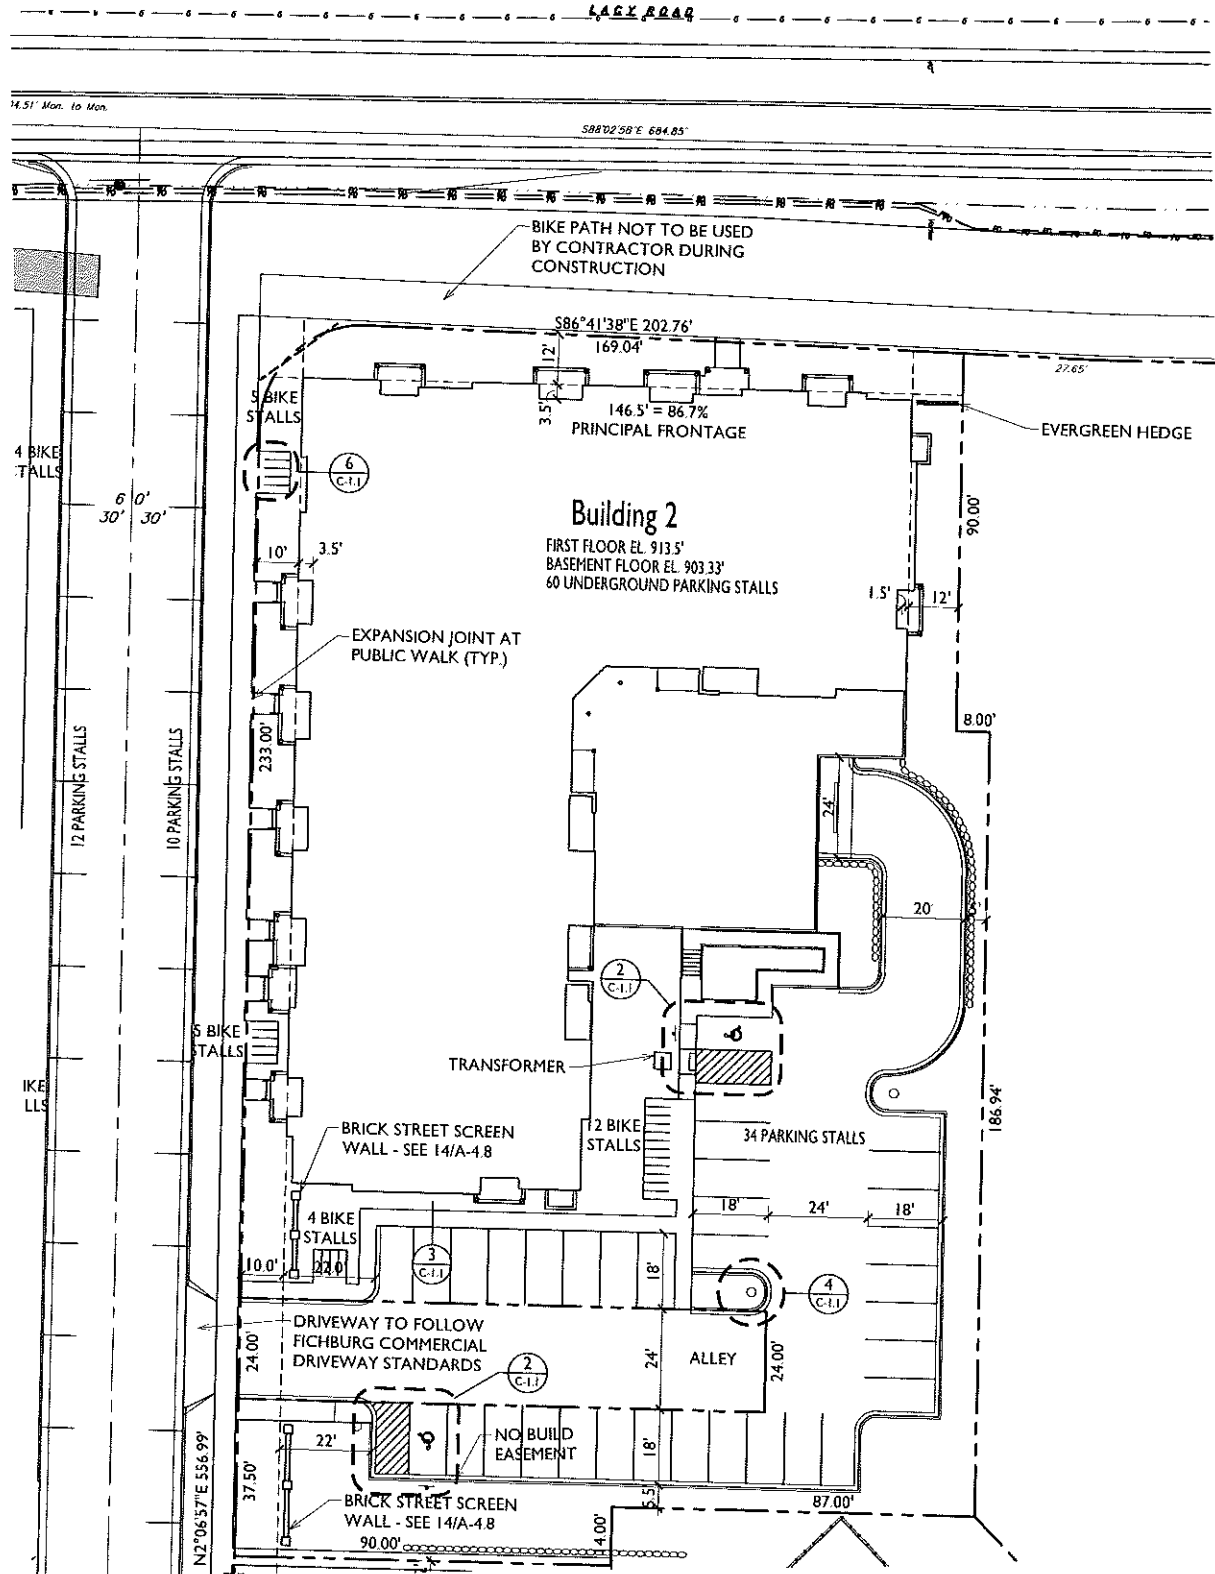 LACY ROAD
14.51' Mon. to Mon.
S88°02'58"E 684.85'
BIKE PATH NOT TO BE USED
BY CONTRACTOR DURING
CONSTRUCTION
S86°41'38"E 202.76'
169.04'
27.65'
12'
3.5'
146.5' = 86.7%
PRINCIPAL FRONTAGE
5 BIKE
STALLS
EVERGREEN HEDGE
4 BIKE
STALLS
6
C-1.1
60'
30' 30'
90.00'
Building 2
FIRST FLOOR EL. 913.5'
BASEMENT FLOOR EL. 903.33'
60 UNDERGROUND PARKING STALLS
10'
3.5'
1.5'
12'
EXPANSION JOINT AT
PUBLIC WALK (TYP.)
8.00'
233.00'
12 PARKING STALLS
10 PARKING STALLS
24'
20'
5'
2
C-1.1
5 BIKE
STALLS
TRANSFORMER
IKE
LLS
186.94'
BRICK STREET SCREEN
WALL - SEE 14/A-4.8
12 BIKE
STALLS
34 PARKING STALLS
18'
24'
18'
4 BIKE
STALLS
3
C-1.1
10.0'
22.0'
18'
4
C-1.1
DRIVEWAY TO FOLLOW
FICHBURG COMMERCIAL
DRIVEWAY STANDARDS
24.00'
24'
ALLEY
24.00'
2
C-1.1
22'
NO BUILD
EASEMENT
18'
37.50'
N2°06'57"E 556.99'
BRICK STREET SCREEN
WALL - SEE 14/A-4.8
5.5'
87.00'
90.00'
4.00'